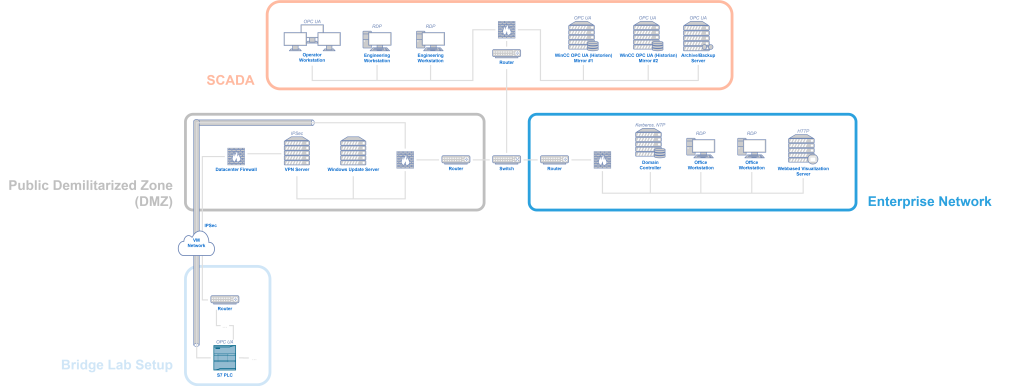 OPC UA
RDP
RDP
OPC UA
OPC UA
OPC UA
Operator
Workstation
Engineering
Workstation
Engineering
Workstation
Router
WinCC OPC UA (Historian)
Mirror #1
WinCC OPC UA (Historian)
Mirror #2
Archive/Backup
Server
SCADA
IPSec
Datacenter Firewall
VPN Server
Windows Update Server
Router
Switch
Router
Kerberos NTP
RDP
RDP
HTTP
Domain
Controller
Office
Workstation
Office
Workstation
Webbased Visualization
Server
Public Demilitarized Zone
(DMZ)
Enterprise Network
IPSec
VM
Network
Router
OPC UA
S7 PLC
Bridge Lab Setup